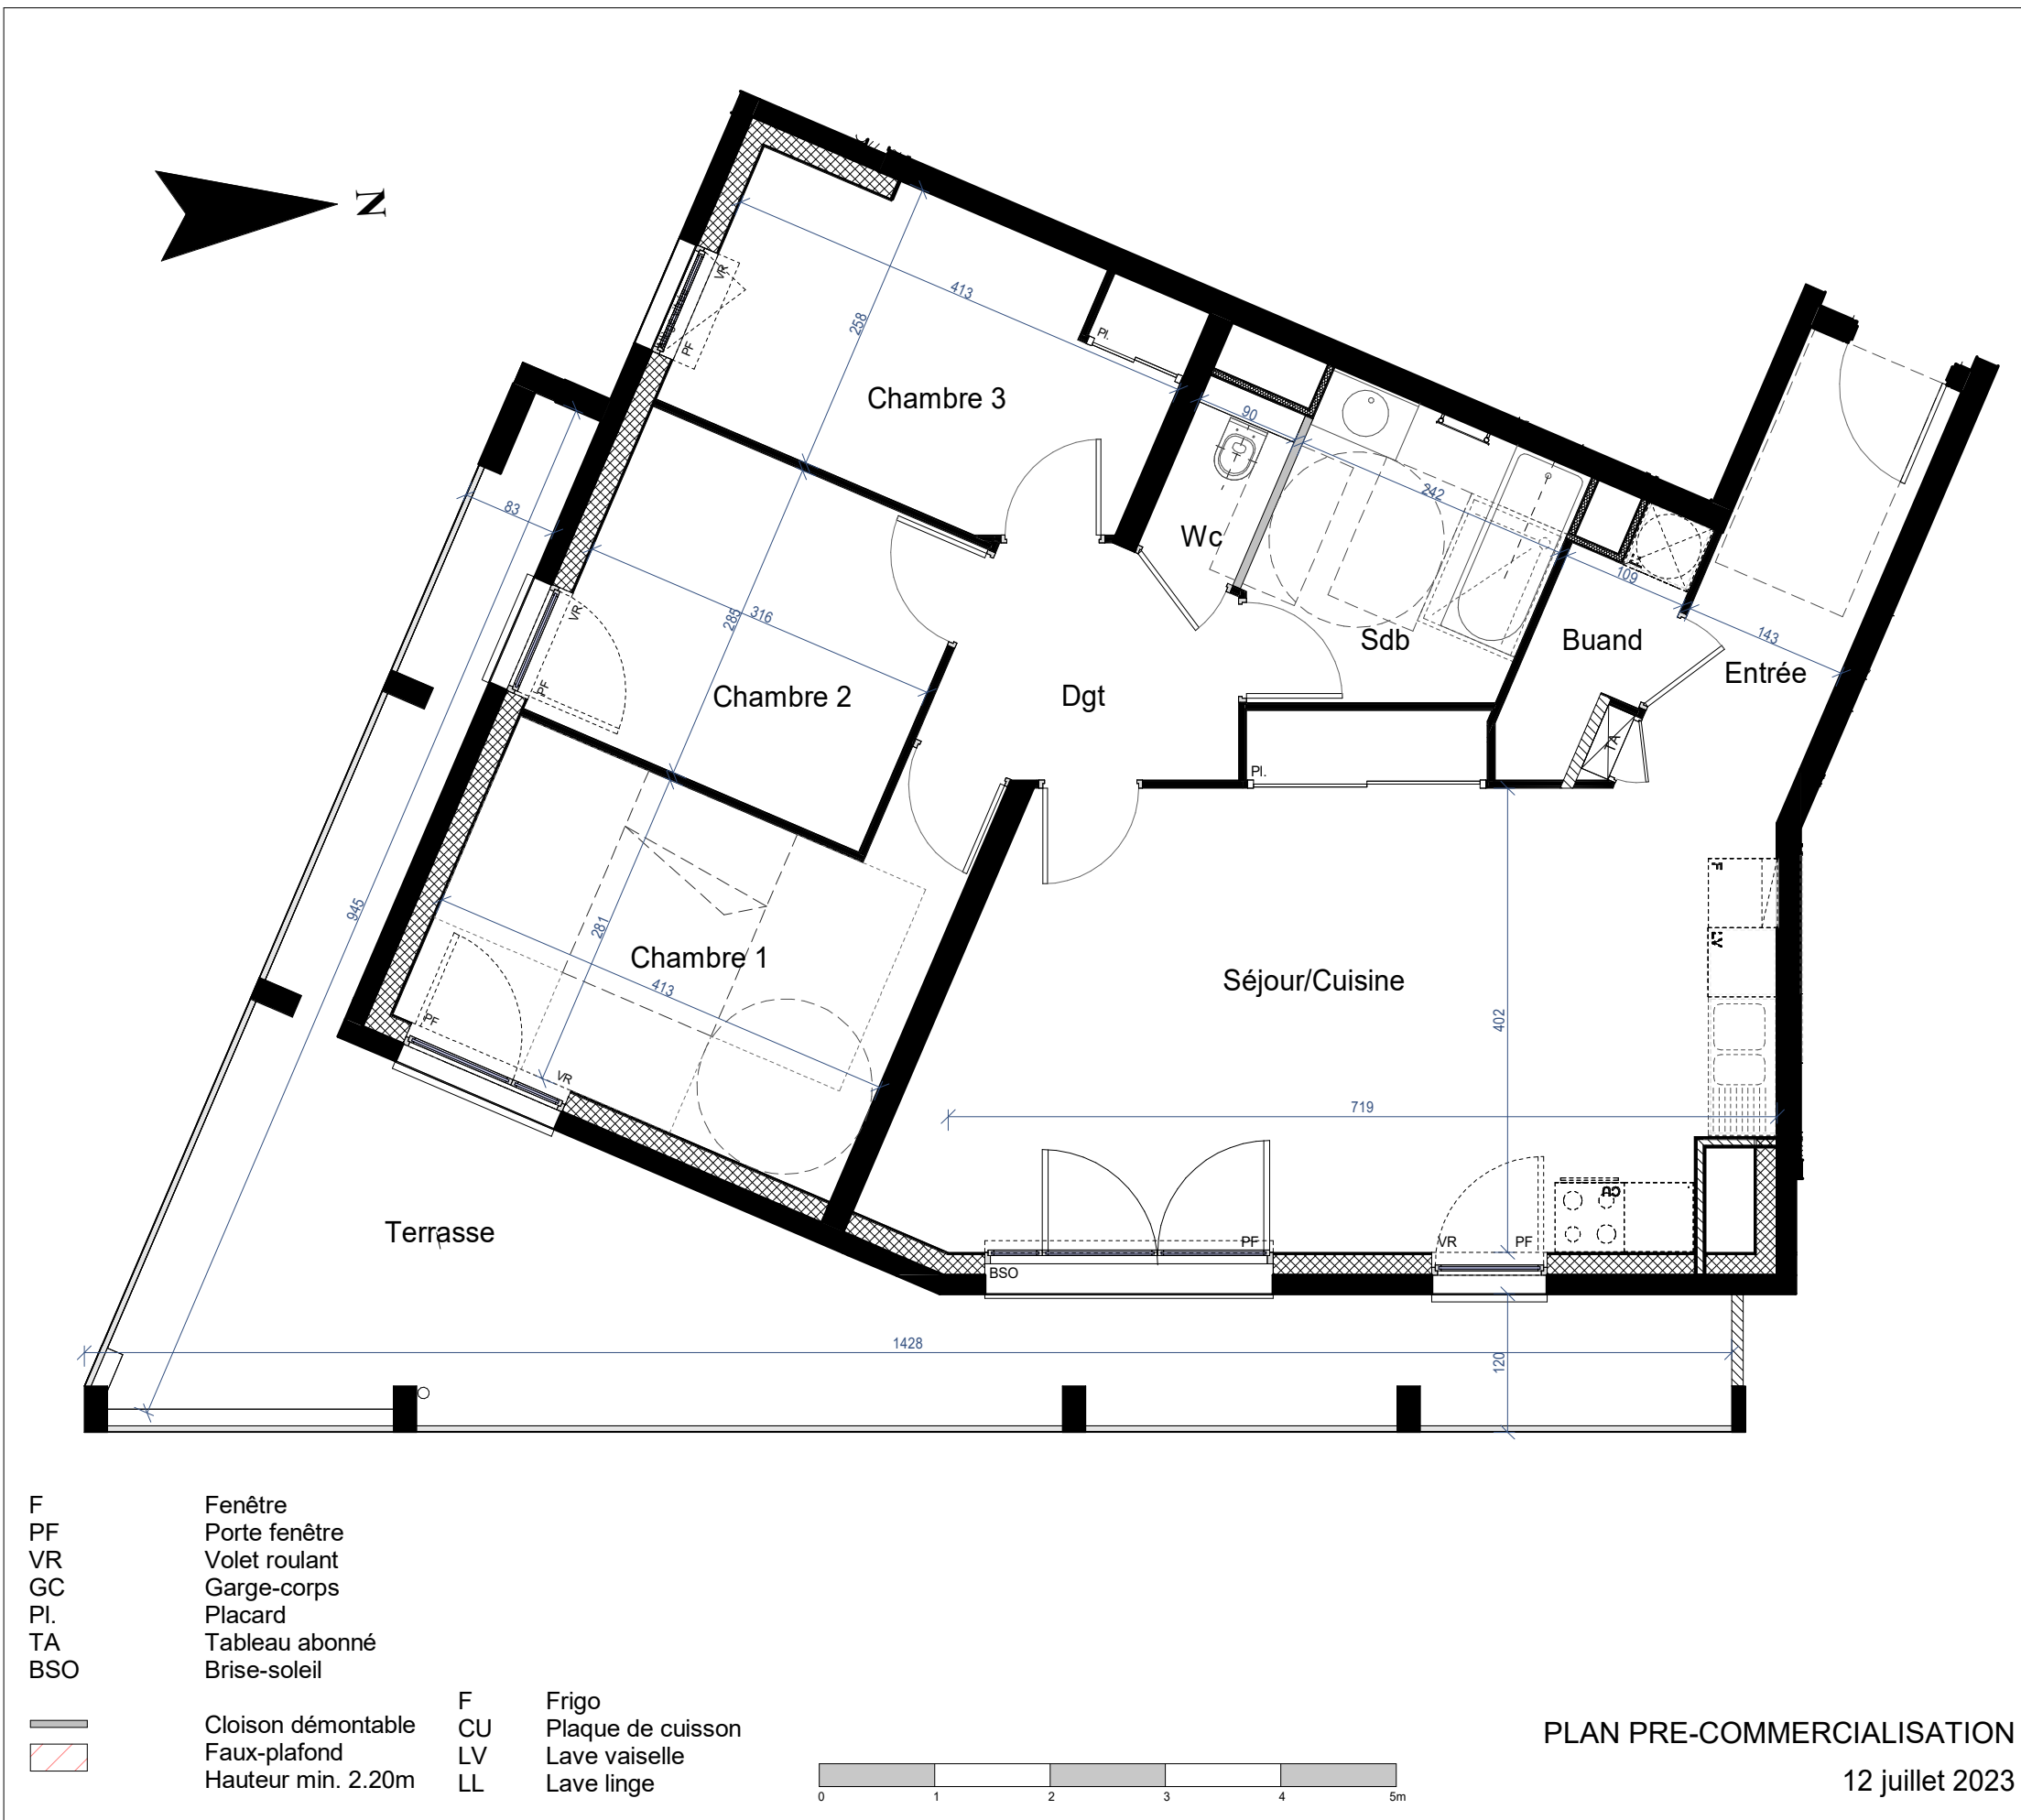 N
VR
PF
413
258
Pl.
Chambre 3
90
242
Wc
109
143
83
VR
PF
285
316
Chambre 2
Dgt
Sdb
Buand
Entrée
TA
Pl.
945
281
Chambre 1
413
PF
VR
F
LV
Séjour/Cuisine
402
719
CU
Terrasse
PF
VR
PF
BSO
1428
120
F Fenêtre
PF Porte fenêtre
VR Volet roulant
GC Garge-corps
Pl. Placard
TA Tableau abonné
BSO Brise-soleil
Cloison démontable
Faux-plafond
Hauteur min. 2.20m
F Frigo
CU Plaque de cuisson
LV Lave vaiselle
LL Lave linge
0 1 2 3 4 5m
PLAN PRE-COMMERCIALISATION
12 juillet 2023